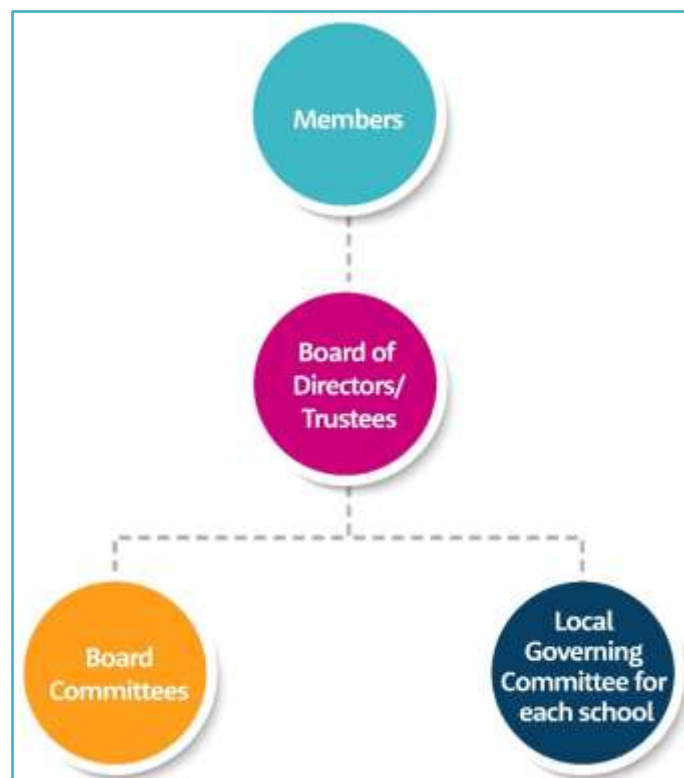 Members
Board of
Directors/
Trustees
Board
Committees
Local
Governing
Committee for
each school